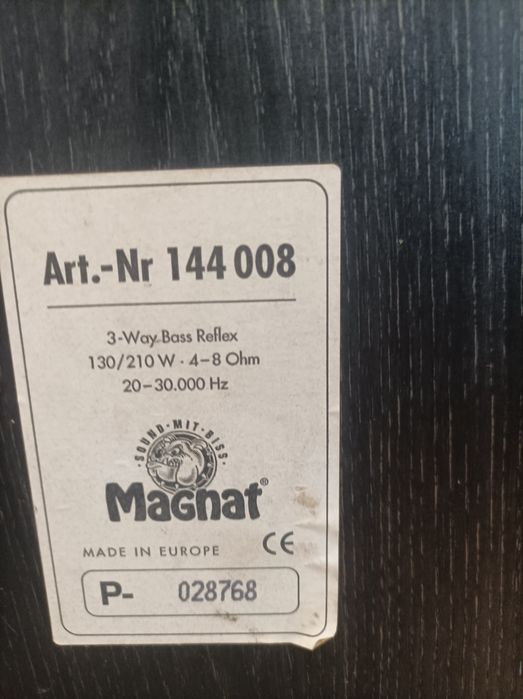 Art.-Nr 144 008
3-Way Bass Reflex
130/210 W · 4–8 Ohm
20–30.000 Hz
·SOUND·MIT·BISS·
Magnat®
MADE IN EUROPE CE
P- 028768